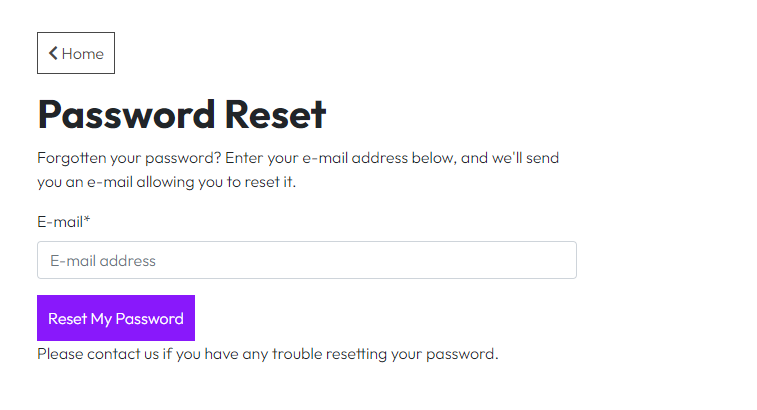 Home
Password Reset
Forgotten your password? Enter your e-mail address below, and we'll send
you an e-mail allowing you to reset it.
E-mail*
E-mail address
Reset My Password
Please contact us if you have any trouble resetting your password.